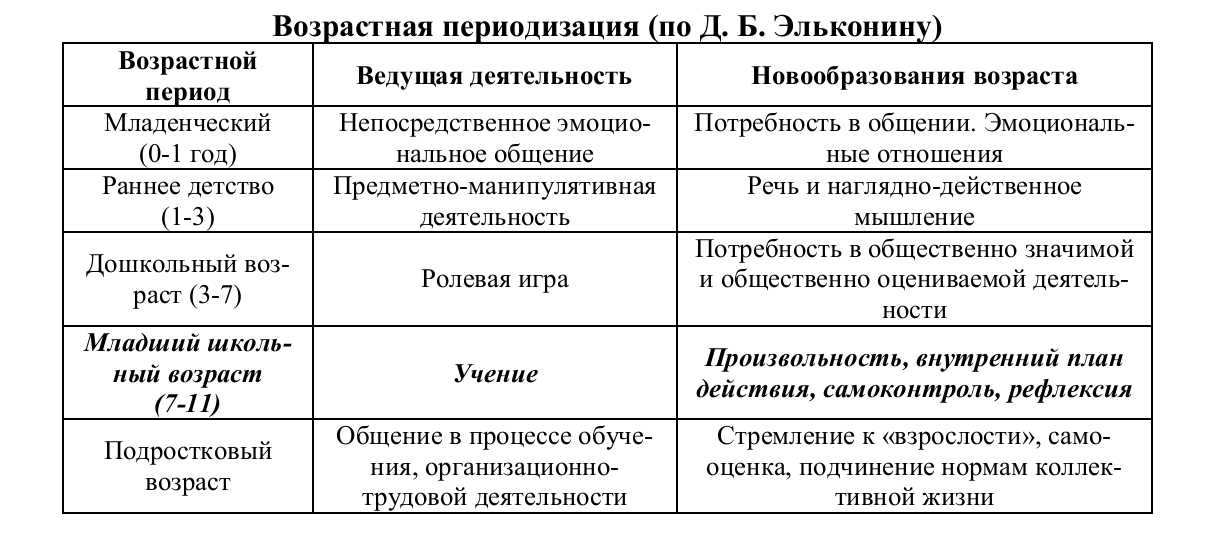 Возрастная периодизация (по Д. Б. Эльконину)
Возрастной
период
Ведущая деятельность
Новообразования возраста
Младенческий
(0-1 год)
Непосредственное эмоцио-
нальное общение
Потребность в общении. Эмоциональ-
ные отношения
Раннее детство
(1-3)
Предметно-манипулятивная
деятельность
Речь и наглядно-действенное
мышление
Дошкольный воз-
раст (3-7)
Ролевая игра
Потребность в общественно значимой
и общественно оцениваемой деятель-
ности
Младший школь-
ный возраст
(7-11)
Учение
Произвольность, внутренний план
действия, самоконтроль, рефлексия
Подростковый
возраст
Общение в процессе обуче-
ния, организационно-
трудовой деятельности
Стремление к «взрослости», само-
оценка, подчинение нормам коллек-
тивной жизни